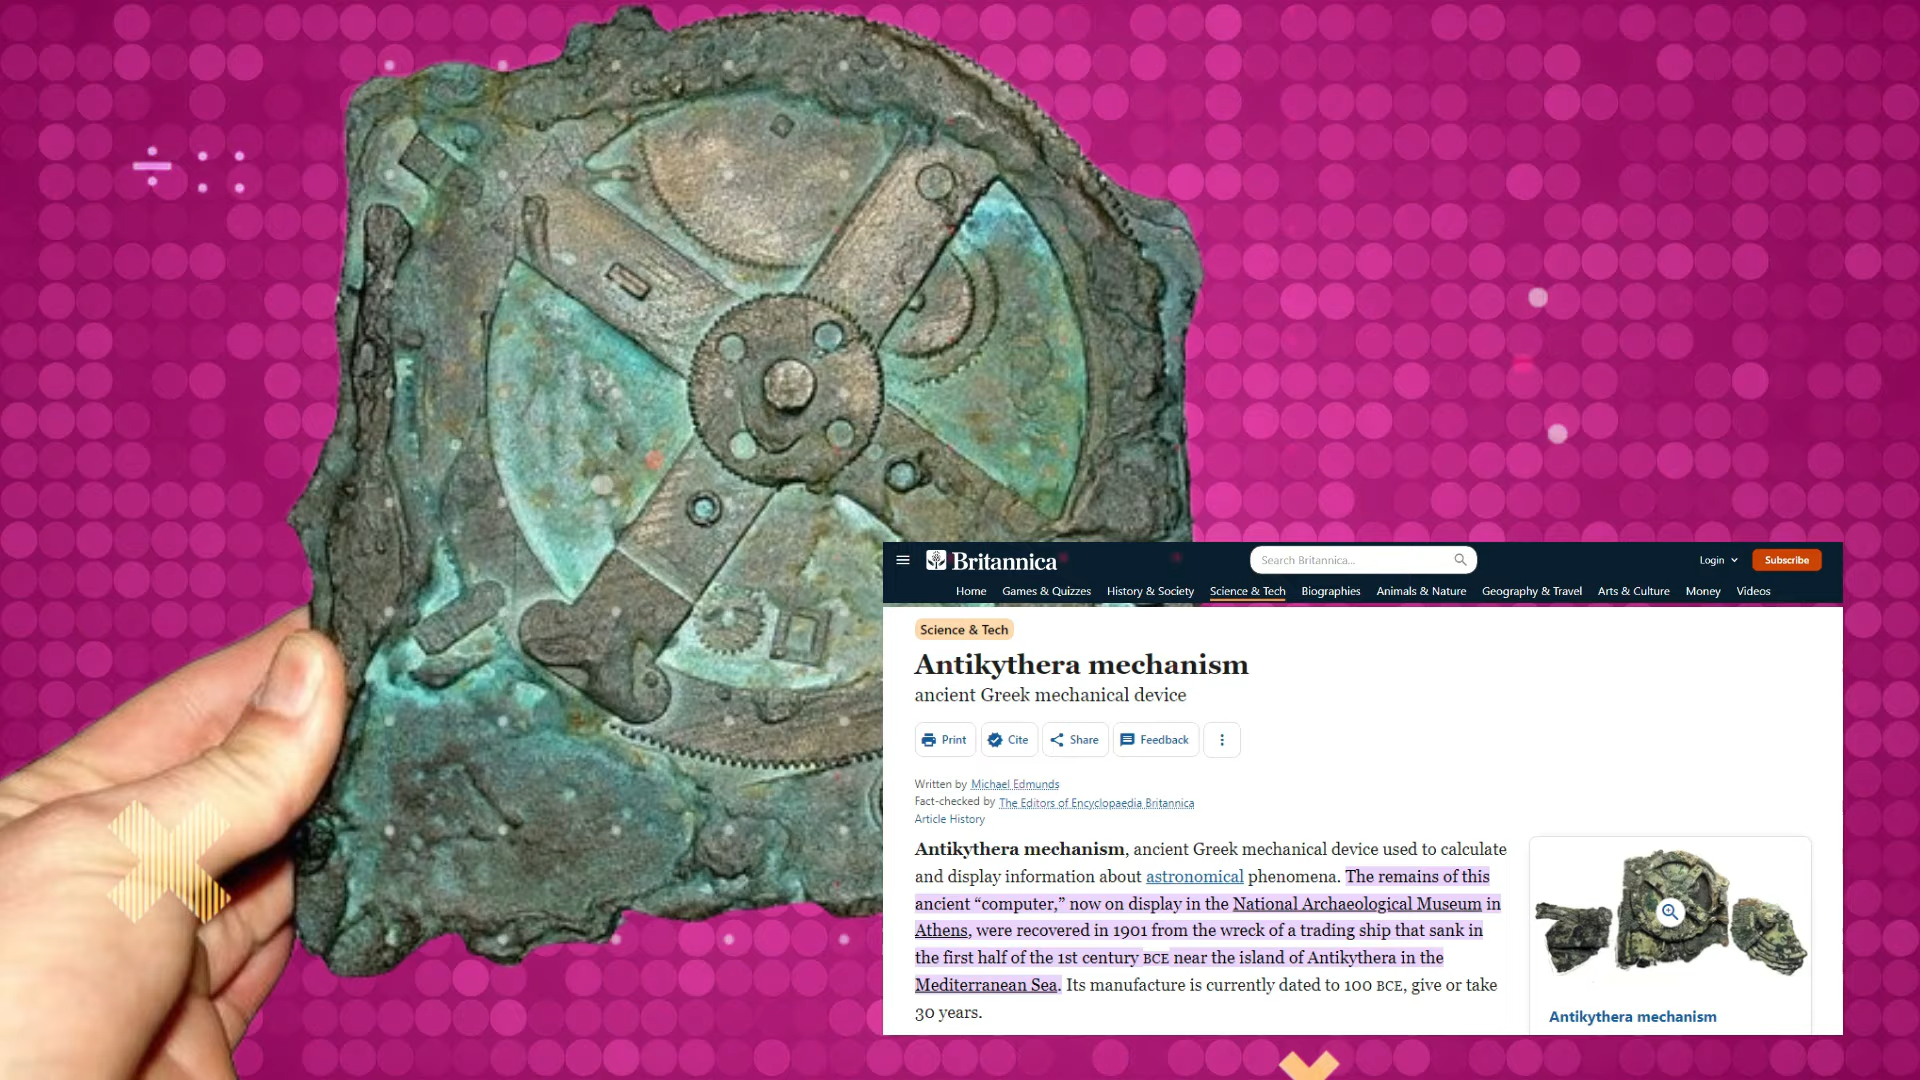 Britannica
Search Britannica...
Login
Subscribe
Home Games & Quizzes History & Society Science & Tech Biographies Animals & Nature Geography & Travel Arts & Culture Money Videos
Science & Tech
Antikythera mechanism
ancient Greek mechanical device
Print Cite Share Feedback
Written by Michael Edmunds
Fact-checked by The Editors of Encyclopaedia Britannica
Article History
Antikythera mechanism, ancient Greek mechanical device used to calculate
and display information about astronomical phenomena. The remains of this
ancient “computer,” now on display in the National Archaeological Museum in
Athens, were recovered in 1901 from the wreck of a trading ship that sank in
the first half of the 1st century BCE near the island of Antikythera in the
Mediterranean Sea. Its manufacture is currently dated to 100 BCE, give or take
30 years.
Antikythera mechanism